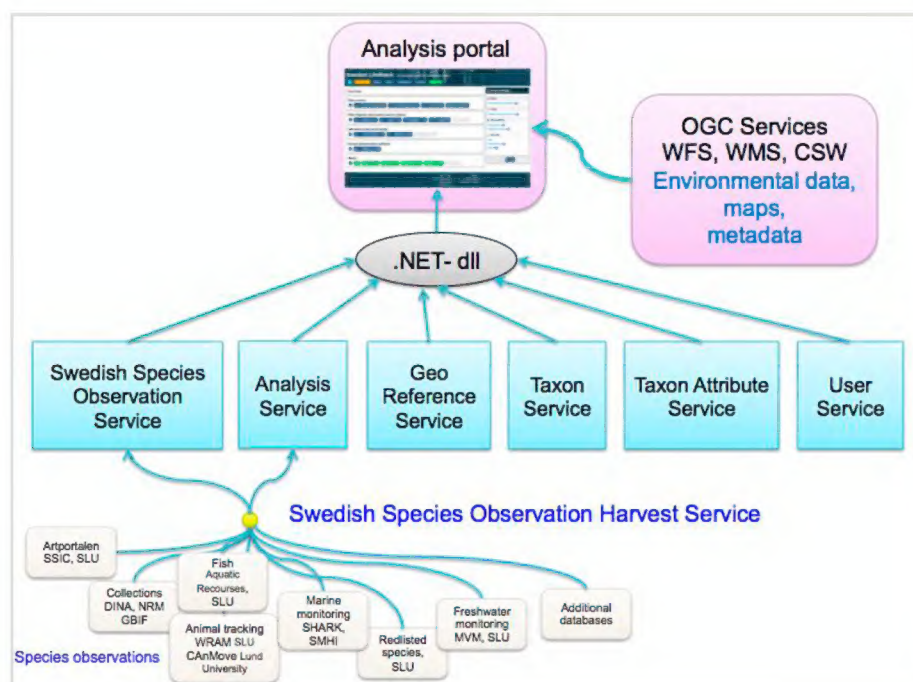 Analysis portal
OGC Services
WFS, WMS, CSW
Environmental data,
maps,
metadata
.NET- dll
Swedish Species
Observation
Service
Analysis
Service
Geo
Reference
Service
Taxon
Service
Taxon Attribute
Service
User
Service
Swedish Species Observation Harvest Service
Artportalen
SSIC, SLU
Collections
DINA, NRM
GBIF
Fish
Aquatic
Recourses,
SLU
Animal tracking
WRAM SLU
CAnMove Lund
University
Marine
monitoring
SHARK,
SMHI
Redlisted
species,
SLU
Freshwater
monitoring
MVM, SLU
Additional
databases
Species observations